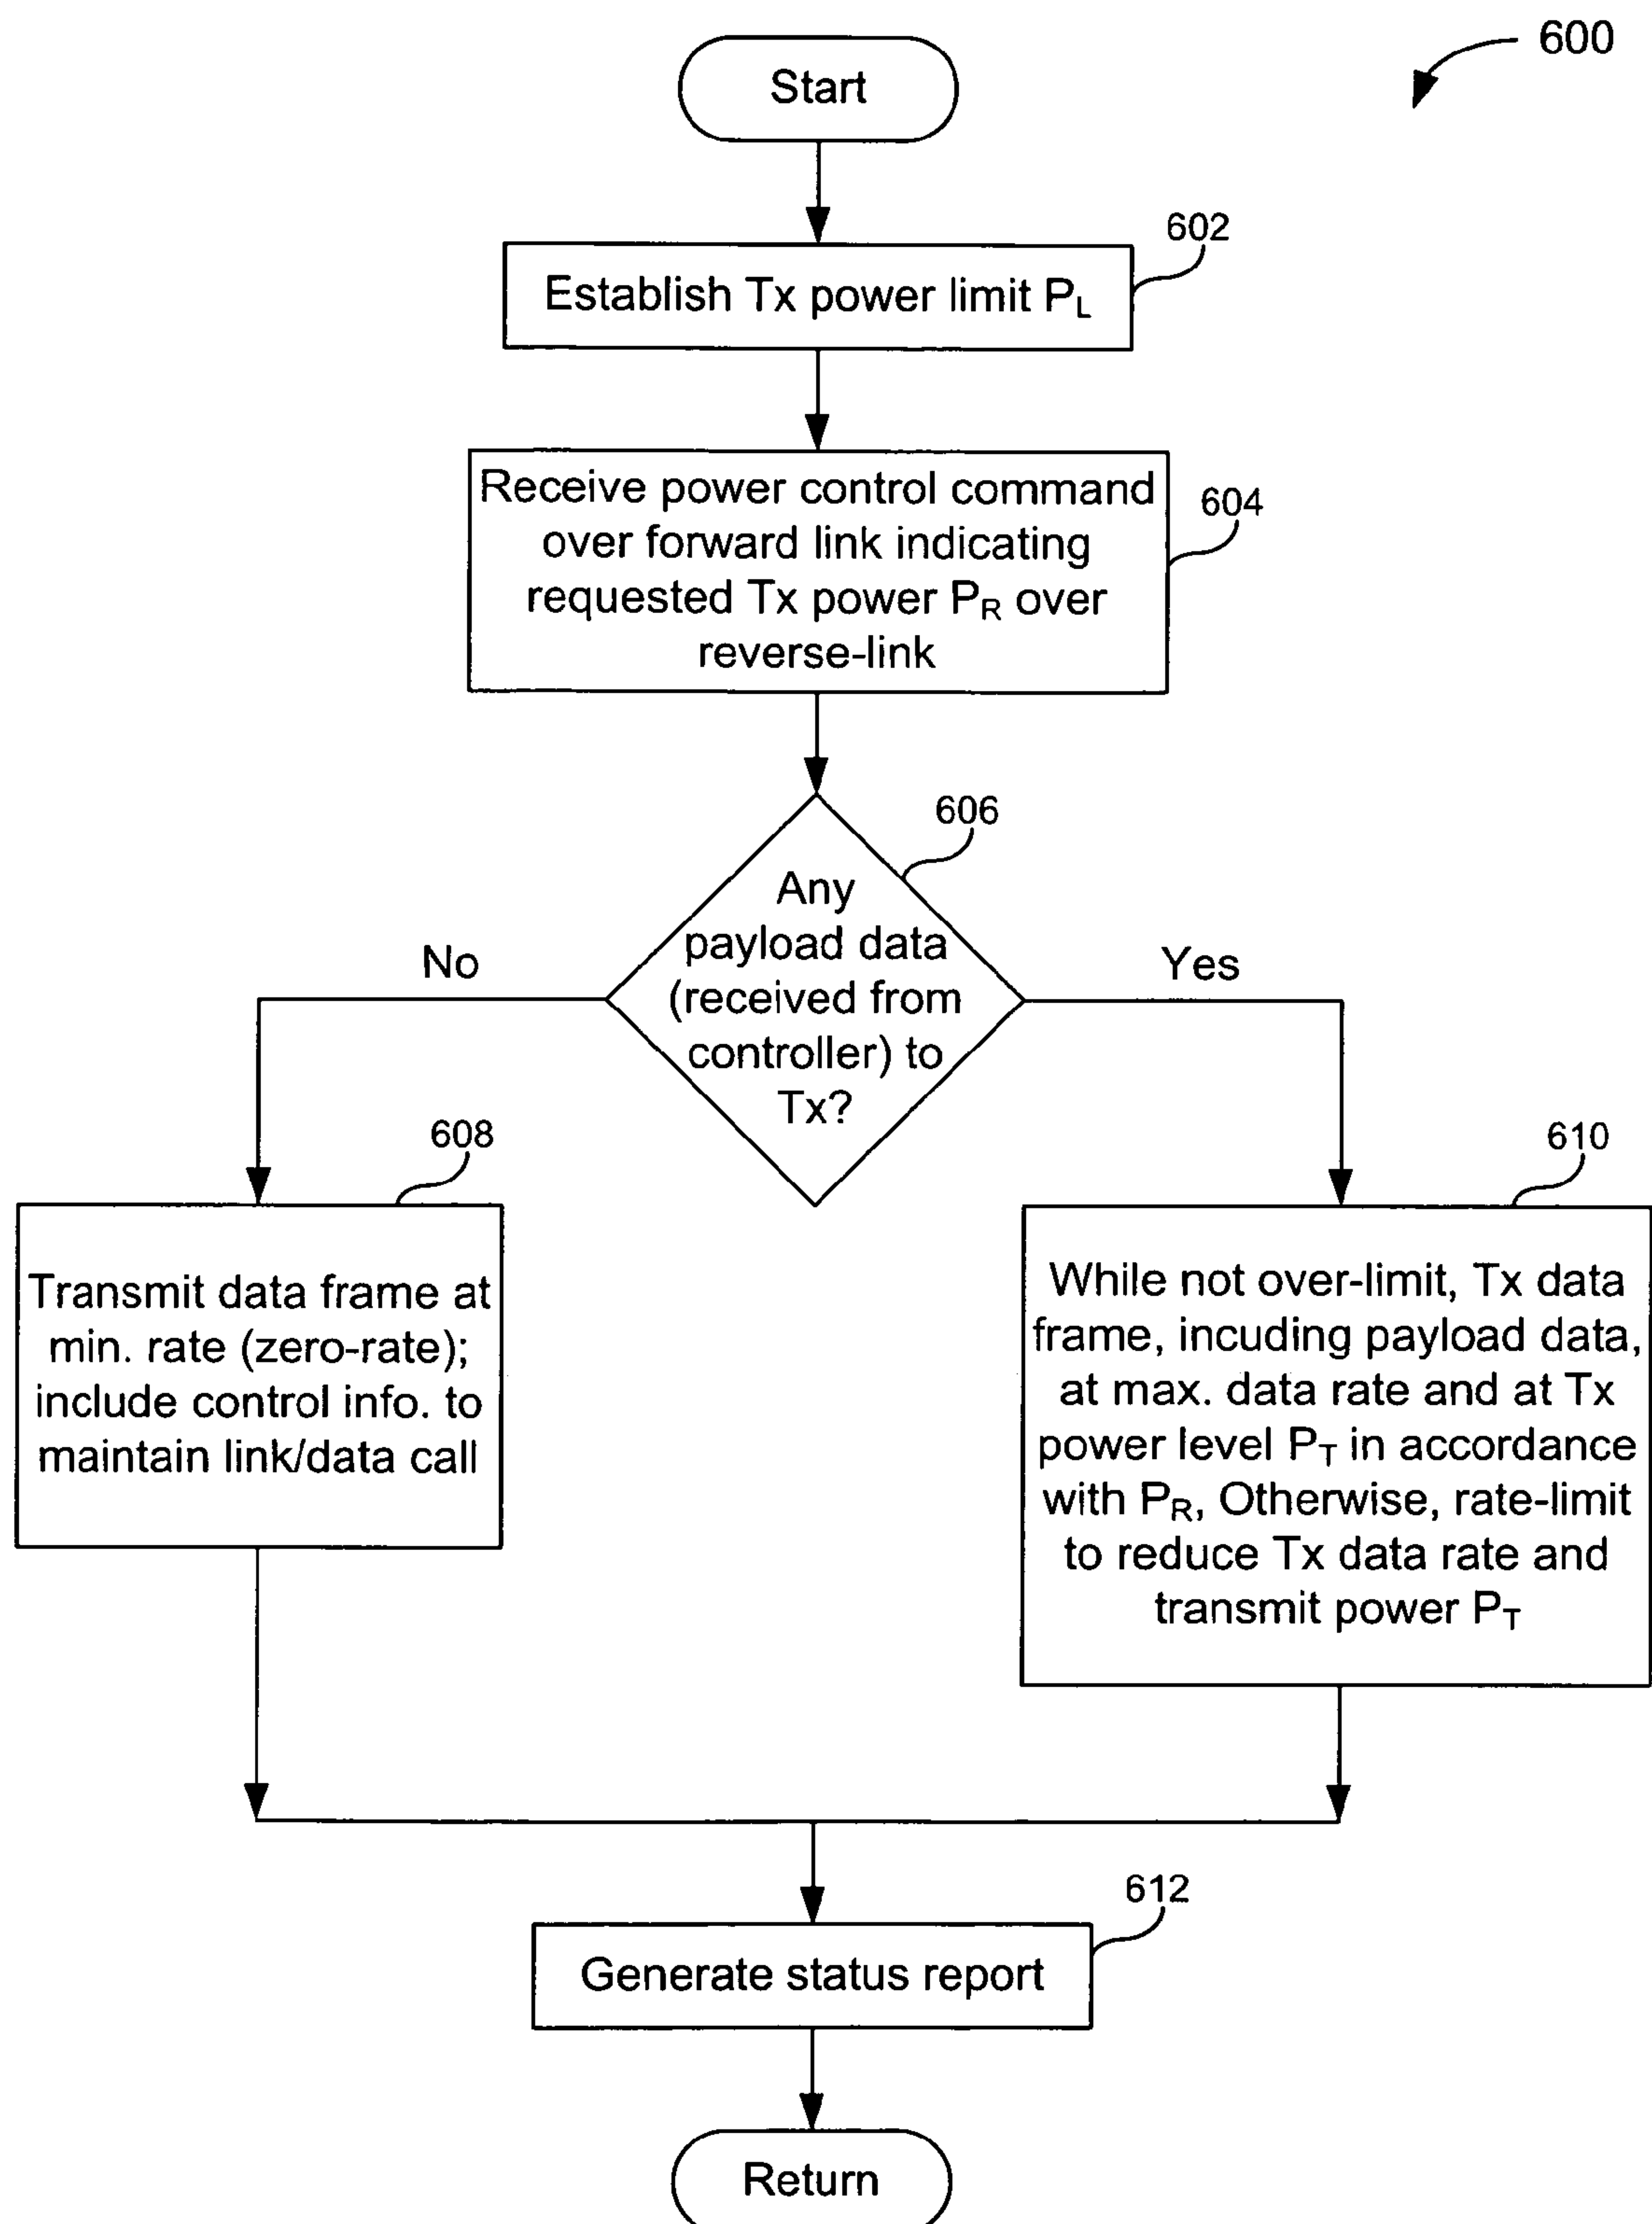 600
Start
602
Establish Tx power limit PL
604
Receive power control command
over forward link indicating
requested Tx power PR over
reverse-link
606
Any
payload data
(received from
controller) to
Tx?
No
Yes
608
Transmit data frame at
min. rate (zero-rate);
include control info. to
maintain link/data call
610
While not over-limit, Tx data
frame, incuding payload data,
at max. data rate and at Tx
power level PT in accordance
with PR, Otherwise, rate-limit
to reduce Tx data rate and
transmit power PT
612
Generate status report
Return